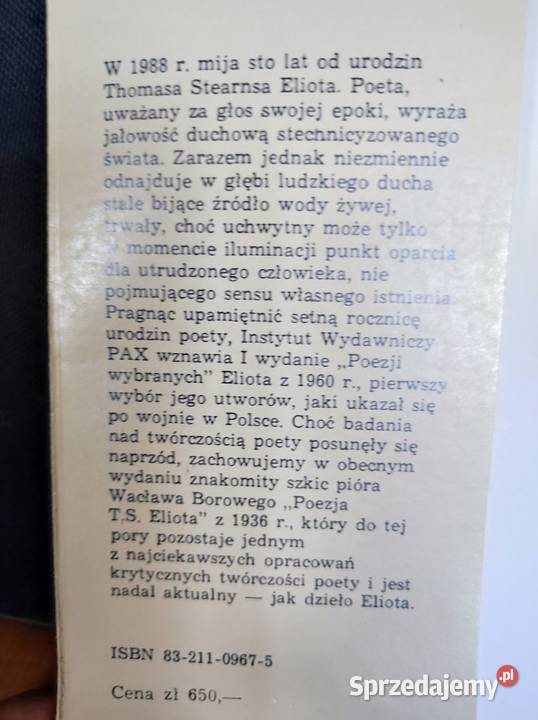 W 1988 r. mija sto lat od urodzin
Thomasa Stearnsa Eliota. Poeta,
uważany za głos swojej epoki, wyraża
jałowość duchową stechnicyzowanego
świata. Zarazem jednak niezmiennie
odnajduje w głębi ludzkiego ducha
stale bijące źródło wody żywej,
trwały, choć uchwytny może tylko
w momencie iluminacji punkt oparcia
dla utrudzonego człowieka, nie
pojmującego sensu własnego istnienia.
Pragnąc upamiętnić setną rocznicę
urodzin poety, Instytut Wydawniczy
PAX wznawia I wydanie „Poezji
wybranych” Eliota z 1960 r., pierwszy
wybór jego utworów, jaki ukazał się
po wojnie w Polsce. Choć badania
nad twórczością poety posunęły się
naprzód, zachowujemy w obecnym
wydaniu znakomity szkic pióra
Wacława Borowego „Poezja
T.S. Eliota” z 1936 r., który do tej
pory pozostaje jednym
z najciekawszych opracowań
krytycznych twórczości poety i jest
nadal aktualny — jak dzieło Eliota.
ISBN 83-211-0967-5
Cena zł 650,—
Sprzedajemy.pl